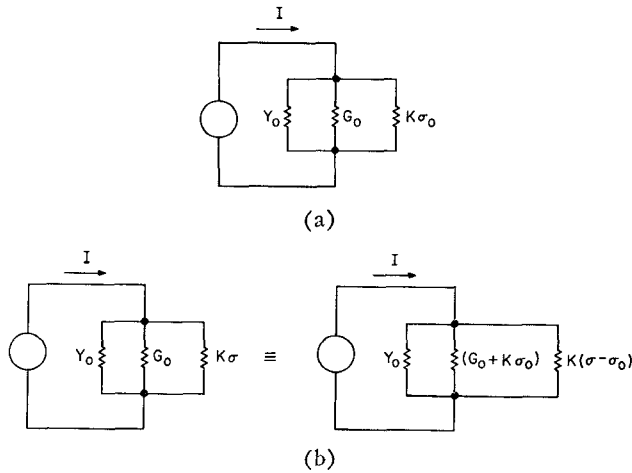 I
Y₀ G₀ Kσ₀
(a)
I I
Y₀ G₀ Kσ ≡ Y₀ (G₀+Kσ₀) K(σ-σ₀)
(b)